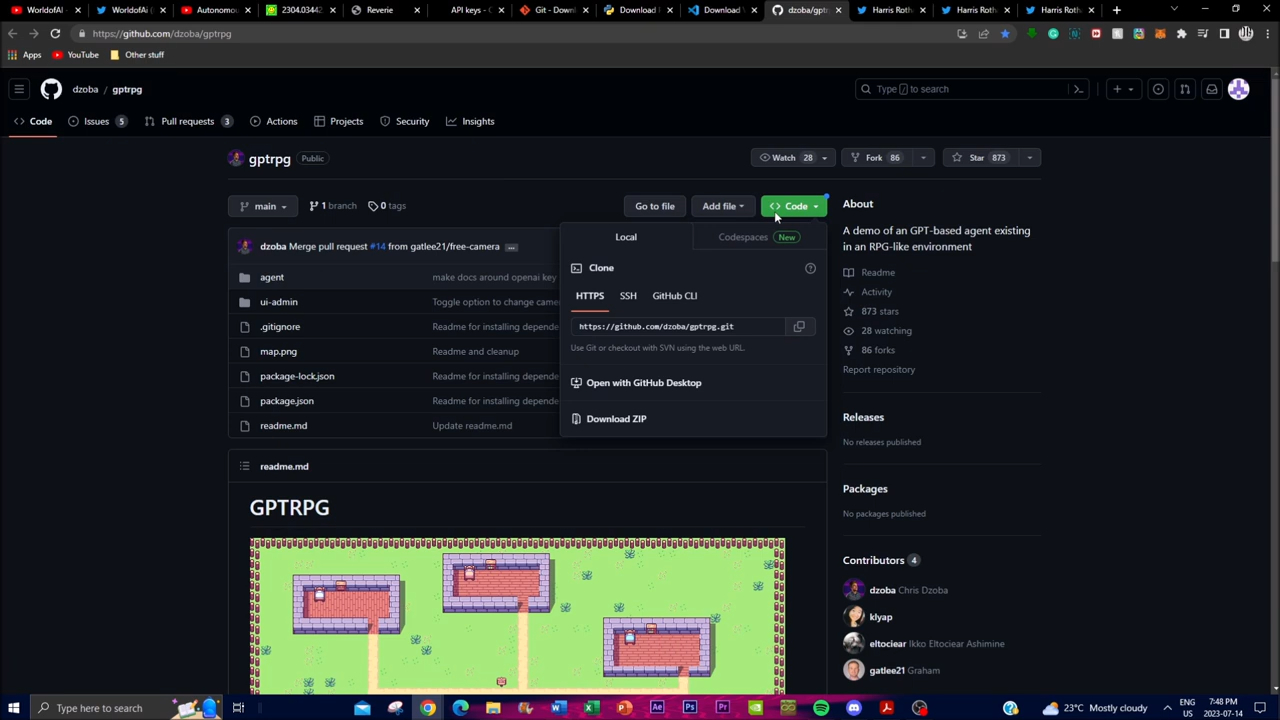 WorldofAI
WorldofAi
Autonomou
2304.0344
Reverie
API keys -
Git - Down
Download
Download
dzoba/gptr
Harris Roth
Harris Roth
Harris Roth
https://github.com/dzoba/gptrpg
Apps
YouTube
Other stuff
dzoba / gptrpg
Type / to search
Code
Issues 5
Pull requests 3
Actions
Projects
Security
Insights
gptrpg Public
Watch 28
Fork 86
Star 873
main
1 branch
0 tags
Go to file
Add file
Code
About
A demo of an GPT-based agent existing
in an RPG-like environment
Local
Codespaces New
dzoba Merge pull request #14 from gatlee21/free-camera ...
Clone
agent
make docs around openai key
Readme
HTTPS
SSH
GitHub CLI
Activity
ui-admin
Toggle option to change came
873 stars
.gitignore
Readme for installing depende
https://github.com/dzoba/gptrpg.git
28 watching
Use Git or checkout with SVN using the web URL.
86 forks
map.png
Readme and cleanup
Report repository
package-lock.json
Readme for installing depende
Open with GitHub Desktop
package.json
Readme for installing depende
Releases
Download ZIP
readme.md
Update readme.md
No releases published
readme.md
Packages
No packages published
GPTRPG
Contributors 4
dzoba Chris Dzoba
klyap
eltociear Ikko Eltociear Ashimine
gatlee21 Graham
Type here to search
23°C Mostly cloudy
ENG
US
7:48 PM
2023-07-14